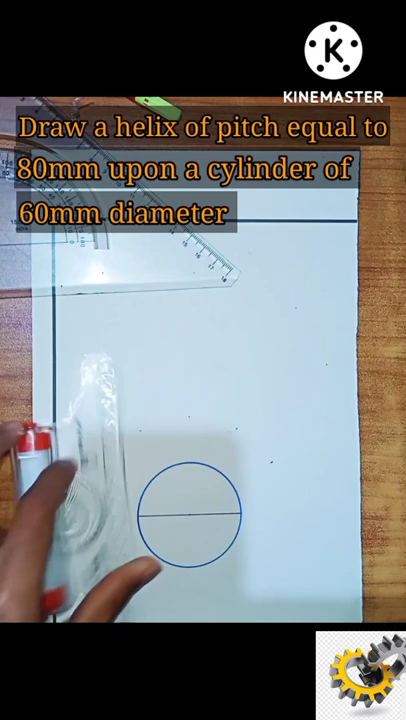 KINEMASTER
Draw a helix of pitch equal to
80mm upon a cylinder of
60mm diameter